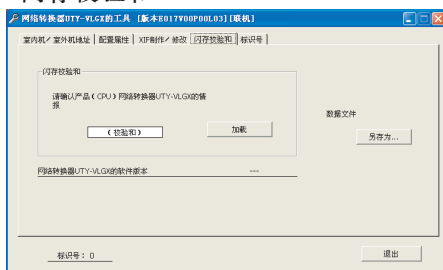 网络转换器UTY-VLGX的工具 [版本E017V00P00L03][联机]
室内机/室外机地址 配置属性 XIF制作/修改 闪存校验和 标识号
闪存校验和
请确认产品(CPU)网络转换器UTY-VLGX的情
报
(校验和) 加载
数据文件
另存为...
网络转换器UTY-VLGX的软件版本 ---
标识号: 0
退出